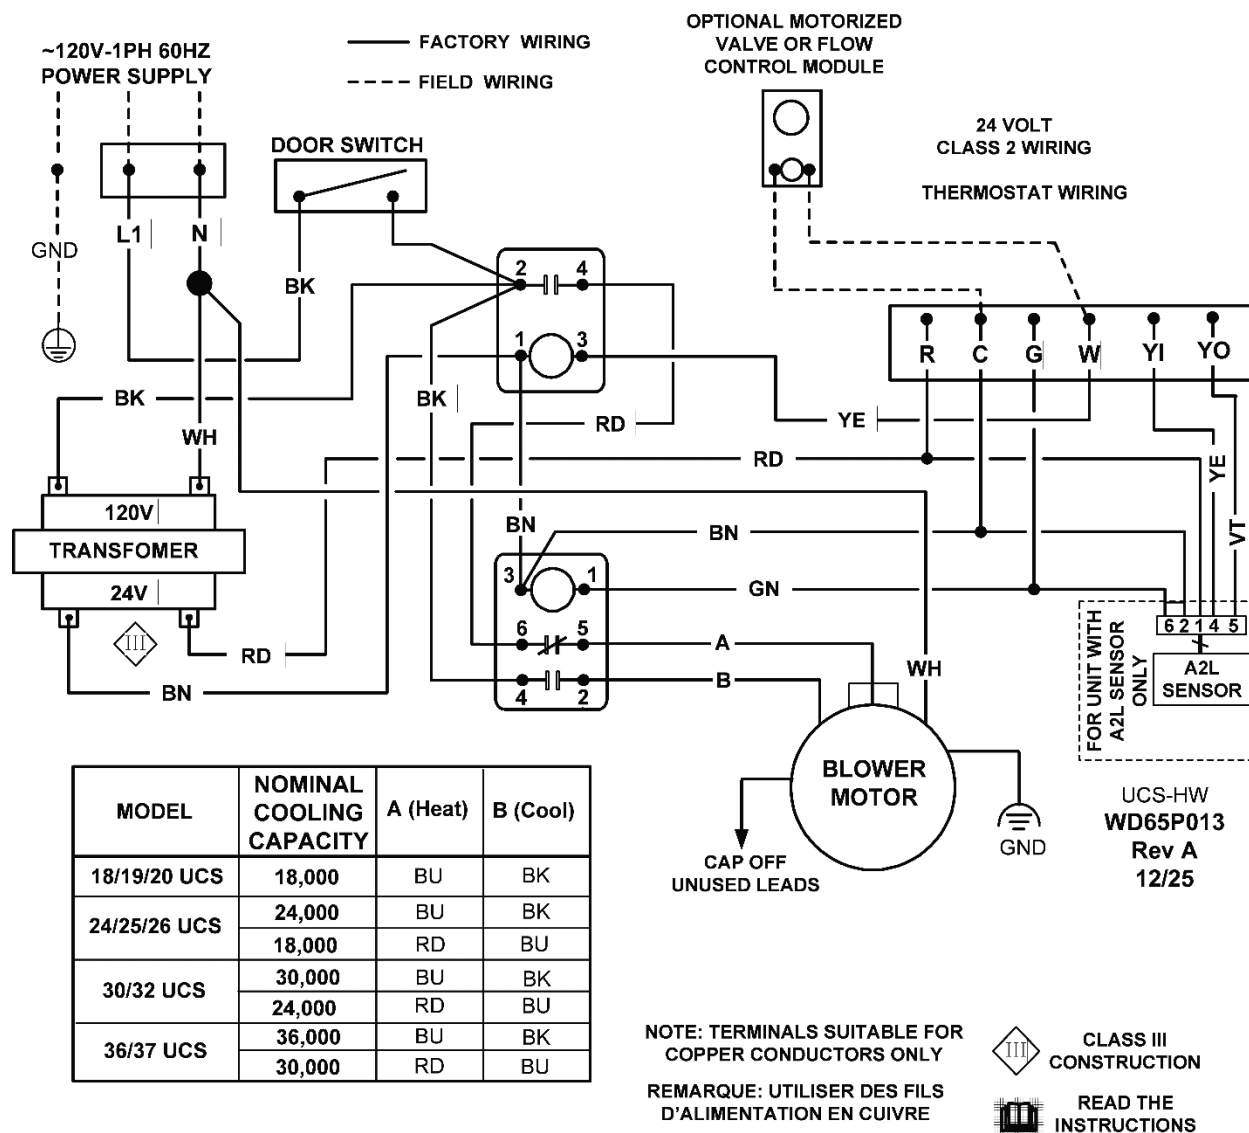 ~120V-1PH 60HZ
POWER SUPPLY
FACTORY WIRING
FIELD WIRING
OPTIONAL MOTORIZED
VALVE OR FLOW
CONTROL MODULE
24 VOLT
CLASS 2 WIRING
THERMOSTAT WIRING
DOOR SWITCH
L1
N
GND
BK
2
4
1
3
R
C
G
W
YI
YO
BK
BK
WH
RD
YE
RD
YE
VT
120V
TRANSFOMER
24V
III
BN
BN
3
1
GN
6
5
4
2
A
B
RD
BN
WH
6 2 1 4 5
A2L
SENSOR
FOR UNIT WITH
A2L SENSOR
ONLY
BLOWER
MOTOR
GND
CAP OFF
UNUSED LEADS
UCS-HW
WD65P013
Rev A
12/25
MODEL
NOMINAL
COOLING
CAPACITY
A (Heat)
B (Cool)
18/19/20 UCS 18,000 BU BK
24/25/26 UCS
24,000 BU BK
18,000 RD BU
30/32 UCS
30,000 BU BK
24,000 RD BU
36/37 UCS
36,000 BU BK
30,000 RD BU
NOTE: TERMINALS SUITABLE FOR
COPPER CONDUCTORS ONLY
REMARQUE: UTILISER DES FILS
D'ALIMENTATION EN CUIVRE
III
CLASS III
CONSTRUCTION
READ THE
INSTRUCTIONS